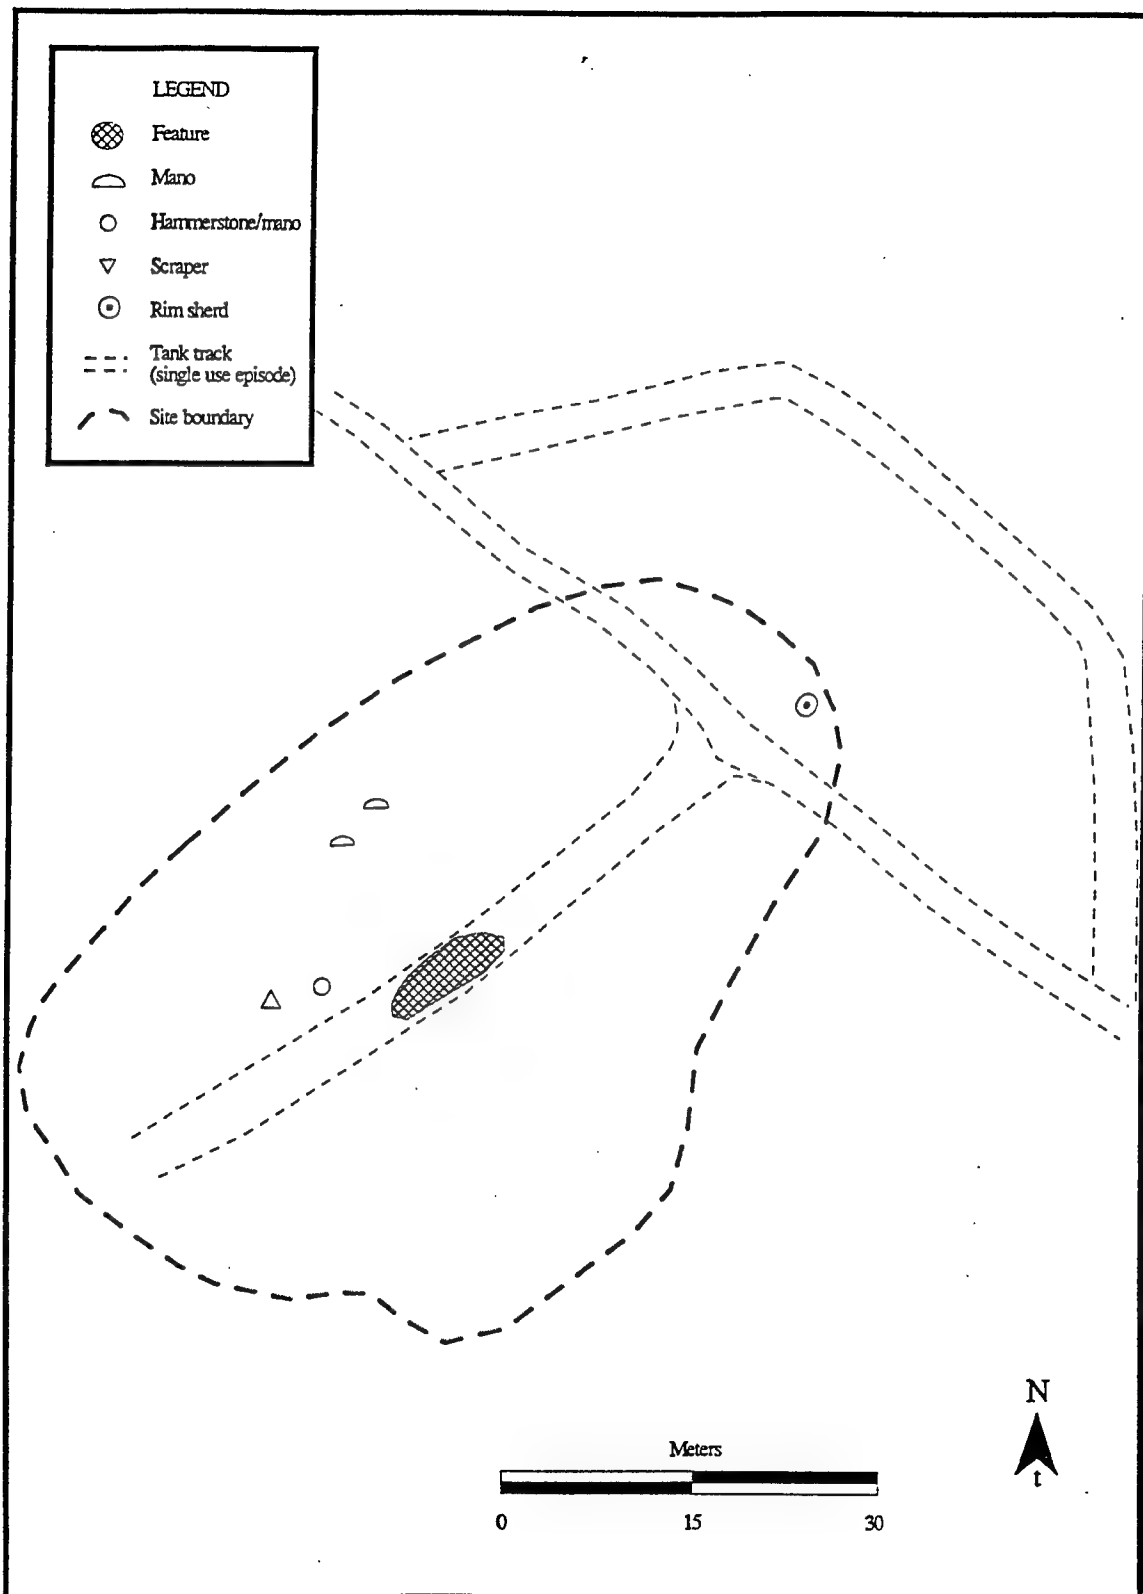 LEGEND
Feature
Mano
Hammerstone/mano
Scraper
Rim sherd
Tank track
(single use episode)
Site boundary
N
t
Meters
0 15 30